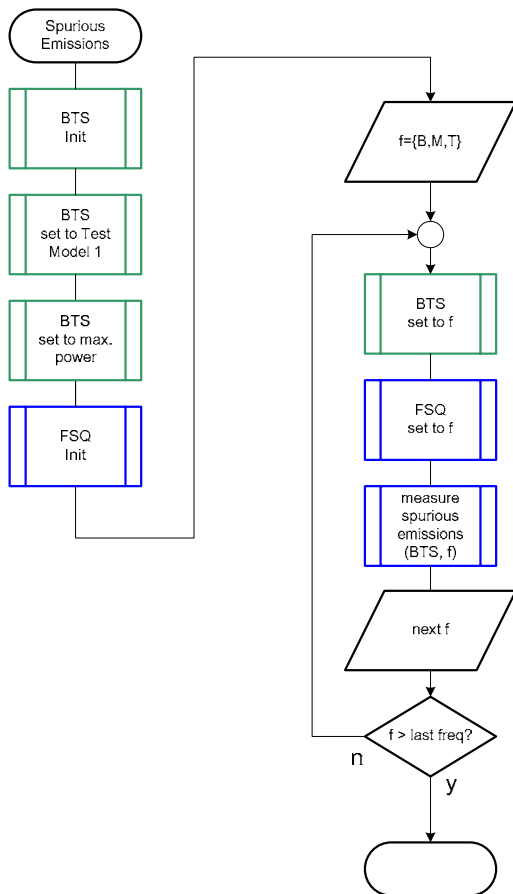 Spurious
Emissions
BTS
Init
BTS
set to Test
Model 1
BTS
set to max.
power
FSQ
Init
f={B,M,T}
BTS
set to f
FSQ
set to f
measure
spurious
emissions
(BTS, f)
next f
f > last freq?
n
y